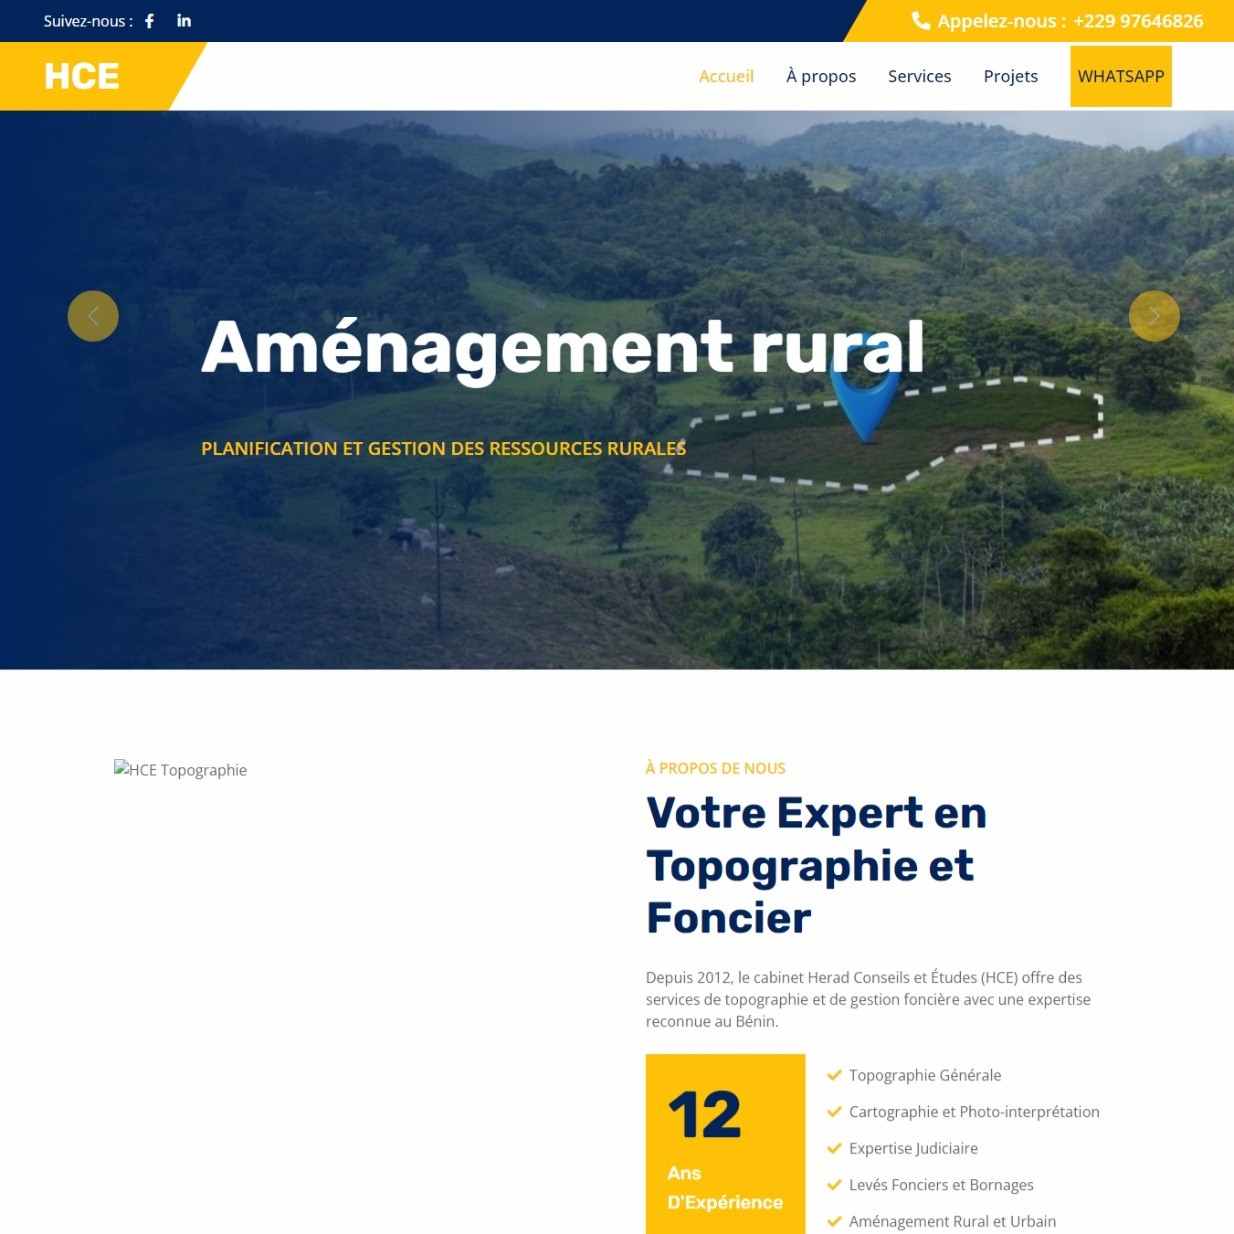 Suivez-nous :
Appelez-nous : +229 97646826
HCE
Accueil À propos Services Projets WHATSAPP
Aménagement rural
PLANIFICATION ET GESTION DES RESSOURCES RURALES
HCE Topographie
À PROPOS DE NOUS
Votre Expert en
Topographie et
Foncier
Depuis 2012, le cabinet Herad Conseils et Études (HCE) offre des
services de topographie et de gestion foncière avec une expertise
reconnue au Bénin.
12
Ans
D'Expérience
Topographie Générale
Cartographie et Photo-interprétation
Expertise Judiciaire
Levés Fonciers et Bornages
Aménagement Rural et Urbain